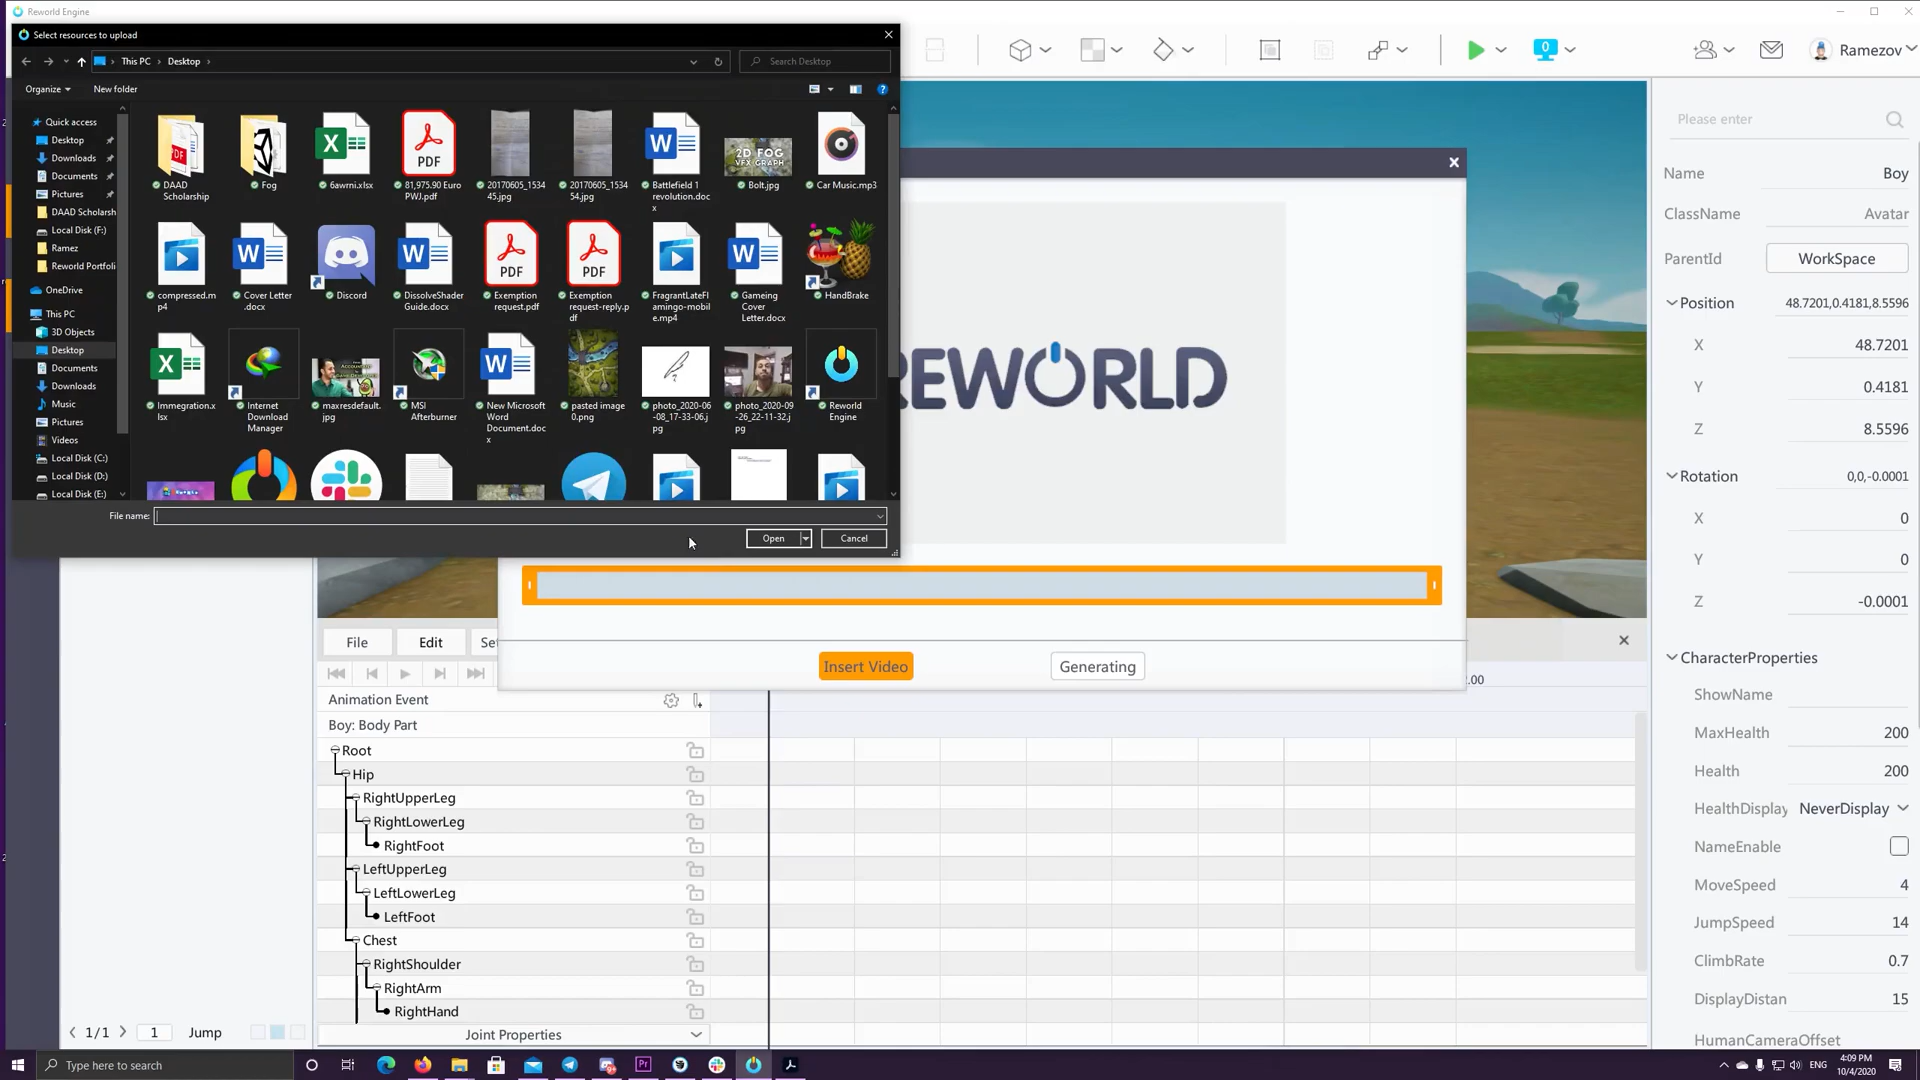 Reworld Engine
Select resources to upload
This PC
Desktop
Search Desktop
Organize
New folder
Quick access
Desktop
Downloads
Documents
Pictures
DAAD Scholarsh
Local Disk (F:)
Ramez
Reworld Portfoli
OneDrive
This PC
3D Objects
Desktop
Documents
Downloads
Music
Pictures
Videos
Local Disk (C:)
Local Disk (D:)
Local Disk (E:)
DAAD Scholarship
Fog
6awrni.xlsx
PDF
81,975.90 Euro PWJ.pdf
20170605_153445.jpg
20170605_153454.jpg
Battlefield 1 revolution.docx
2D FOG
VFX GRAPH
Bolt.jpg
Car Music.mp3
compressed.mp4
Cover Letter.docx
Discord
DissolveShader Guide.docx
PDF
Exemption request.pdf
PDF
Exemption request-reply.pdf
FragrantLateFlamingo-mobile.mp4
Gameing Cover Letter.docx
HandBrake
Immegration.xlsx
Internet Download Manager
maxresdefault.jpg
MSI Afterburner
New Microsoft Word Document.docx
pasted image 0.png
photo_2020-06-08_17-33-06.jpg
photo_2020-09-26_22-11-32.jpg
Reworld Engine
File name:
Open
Cancel
0
Ramezov
REWORLD
Insert Video
Generating
File
Edit
Set
.00
Animation Event
Boy: Body Part
Root
Hip
RightUpperLeg
RightLowerLeg
RightFoot
LeftUpperLeg
LeftLowerLeg
LeftFoot
Chest
RightShoulder
RightArm
RightHand
Joint Properties
1/1
1
Jump
Please enter
Name Boy
ClassName Avatar
ParentId WorkSpace
Position 48.7201,0.4181,8.5596
X 48.7201
Y 0.4181
Z 8.5596
Rotation 0,0,-0.0001
X 0
Y 0
Z -0.0001
CharacterProperties
ShowName
MaxHealth 200
Health 200
HealthDisplay NeverDisplay
NameEnable
MoveSpeed 4
JumpSpeed 14
ClimbRate 0.7
DisplayDistan 15
HumanCameraOffset
Type here to search
ENG
4:09 PM
10/4/2020